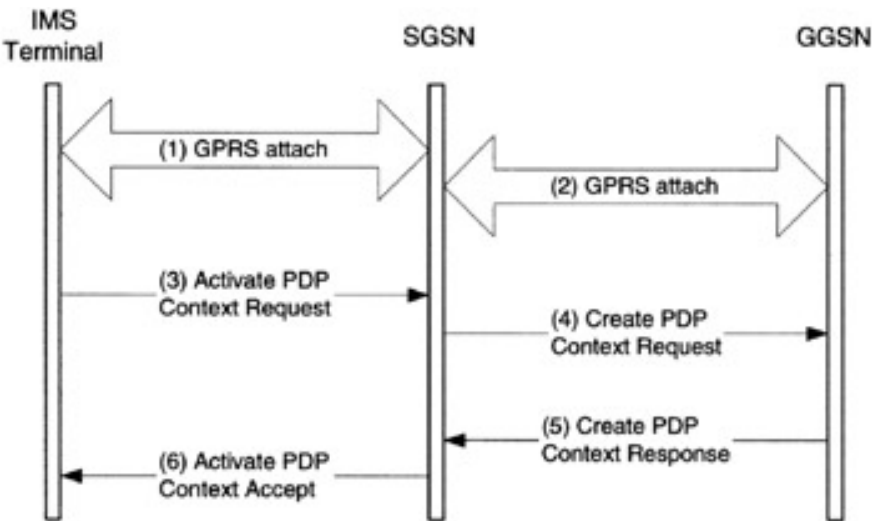 IMS
Terminal
SGSN
GGSN
(1) GPRS attach
(2) GPRS attach
(3) Activate PDP
Context Request
(4) Create PDP
Context Request
(5) Create PDP
Context Response
(6) Activate PDP
Context Accept